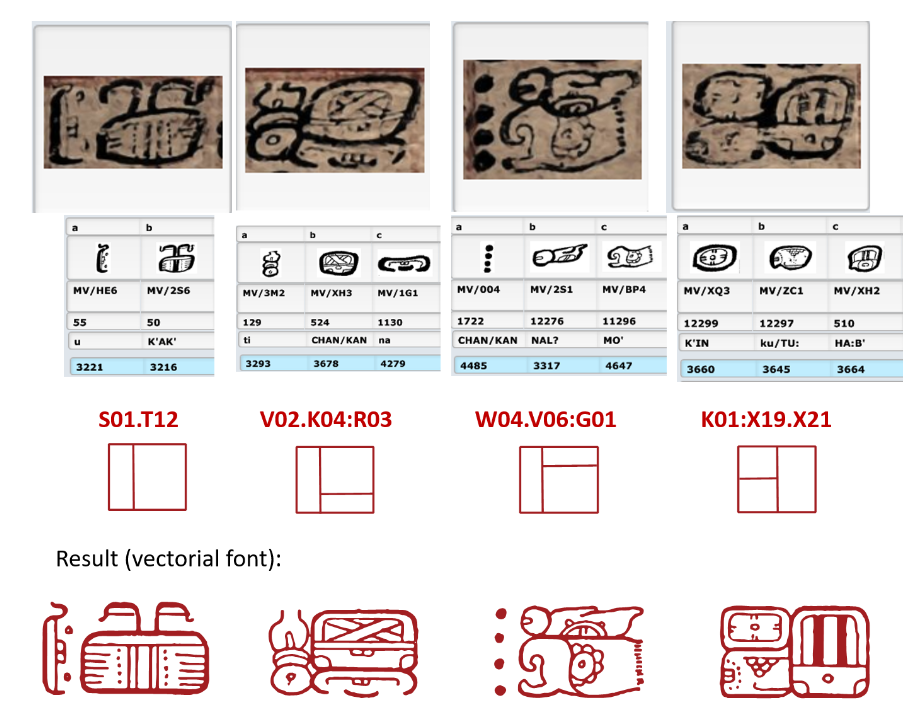 a b
MV/HE6 MV/2S6
55 50
u K'AK'
3221 3216
a b c
MV/3M2 MV/XH3 MV/1G1
129 524 1130
ti CHAN/KAN na
3293 3678 4279
a b c
MV/004 MV/2S1 MV/BP4
1722 12276 11296
CHAN/KAN NAL? MO'
4485 3317 4647
a b c
MV/XQ3 MV/ZC1 MV/XH2
12299 12297 510
K'IN ku/TU: HA:B'
3660 3645 3664
S01.T12
V02.K04:R03
W04.V06:G01
K01:X19.X21
Result (vectorial font):